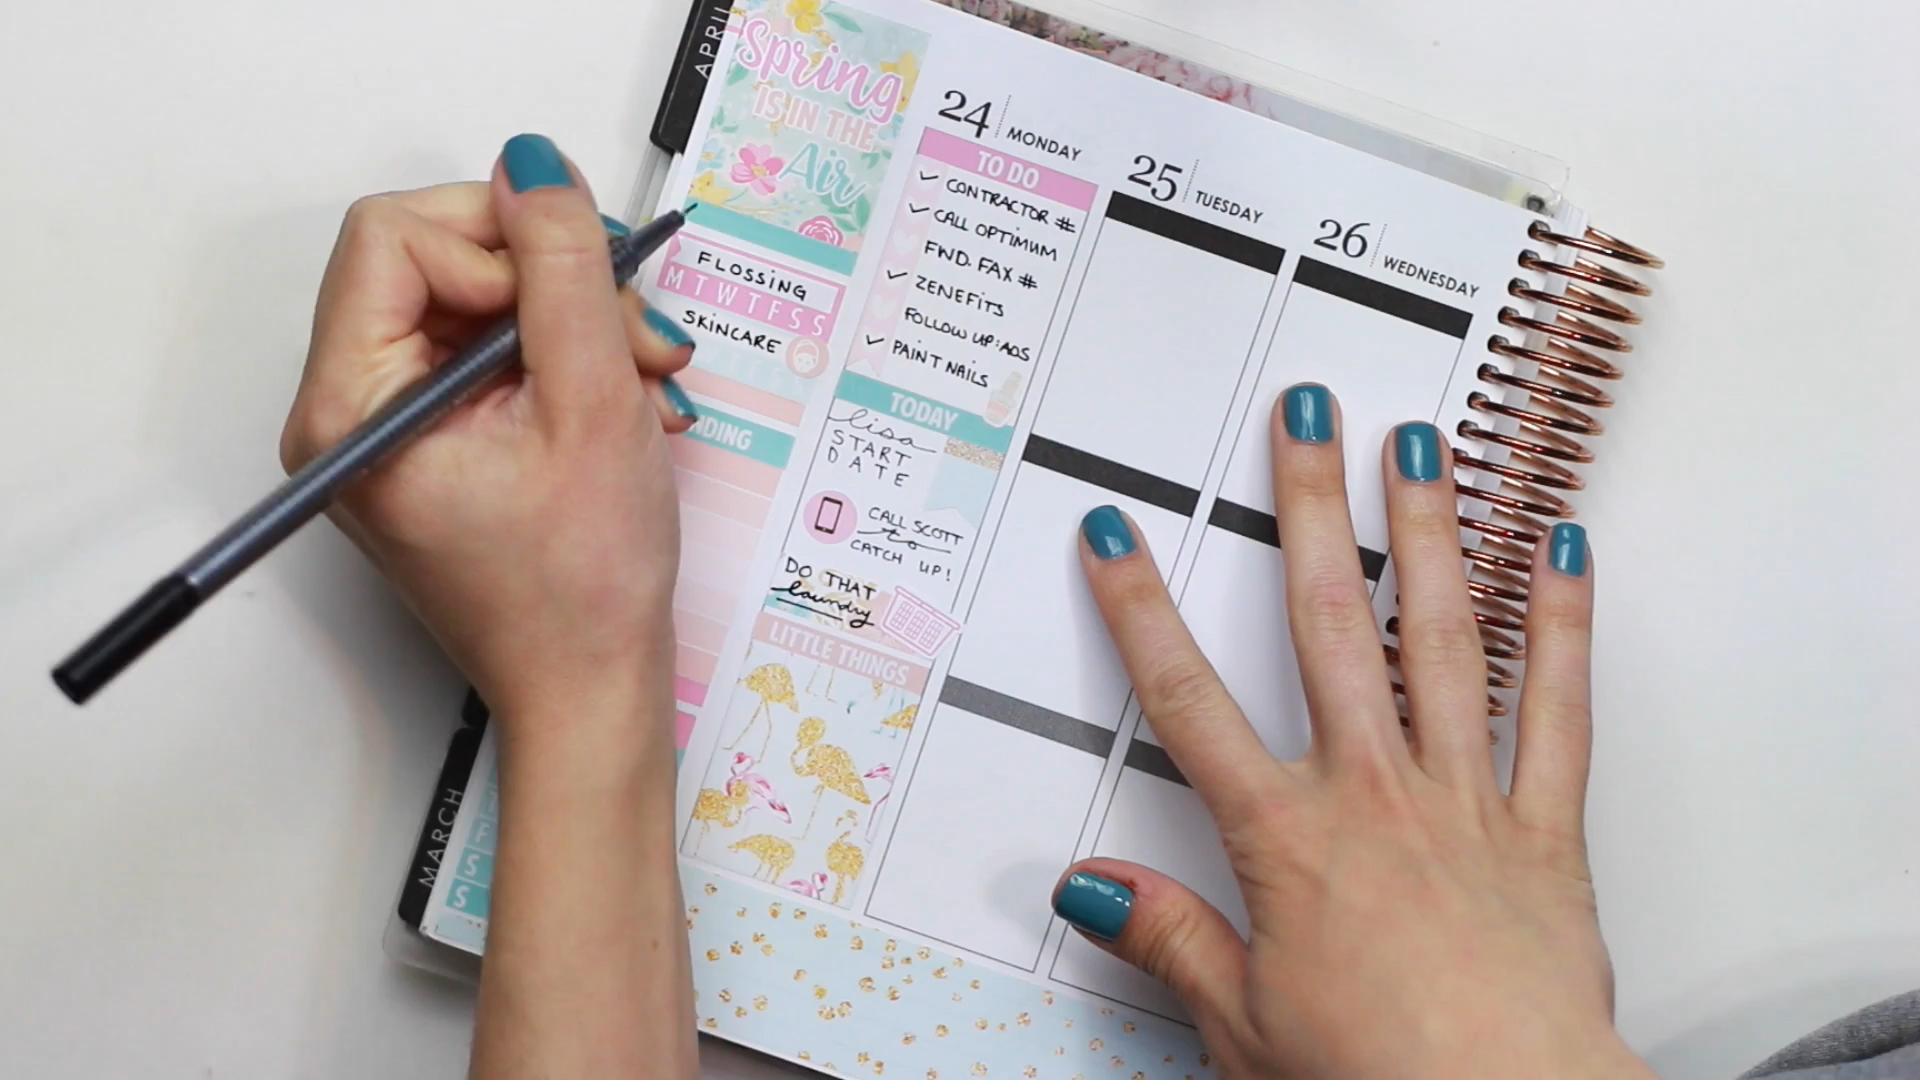 APRIL
Spring
IS IN THE
Air
FLOSSING
M T W T F S S
SKINCARE
NDING
24 MONDAY
TO DO
✓ CONTRACTOR #
✓ CALL OPTIMUM
FWD. FAX #
✓ ZENEFITS
FOLLOW UP: ADS
✓ PAINT NAILS
TODAY
lisa
START
DATE
CALL SCOTT
to
CATCH UP!
DO THAT
laundry
LITTLE THINGS
25 TUESDAY
26 WEDNESDAY
MARCH
T
F
S
S